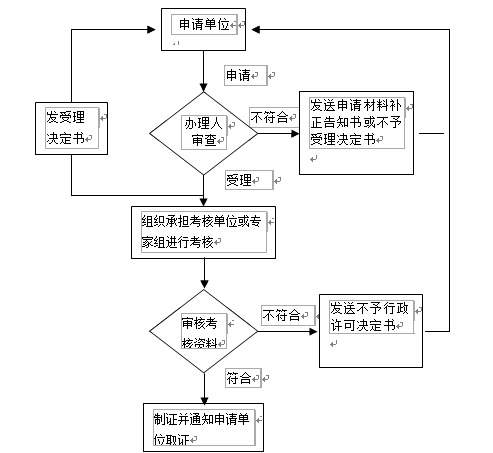 申请单位
申请
发受理
决定书
办理人
审查
不符合
发送申请材料补
正告知书或不予
受理决定书
受理
组织承担考核单位或专
家组进行考核
审核考
核资料
不符合
发送不予行政
许可决定书
符合
制证并通知申请单
位取证